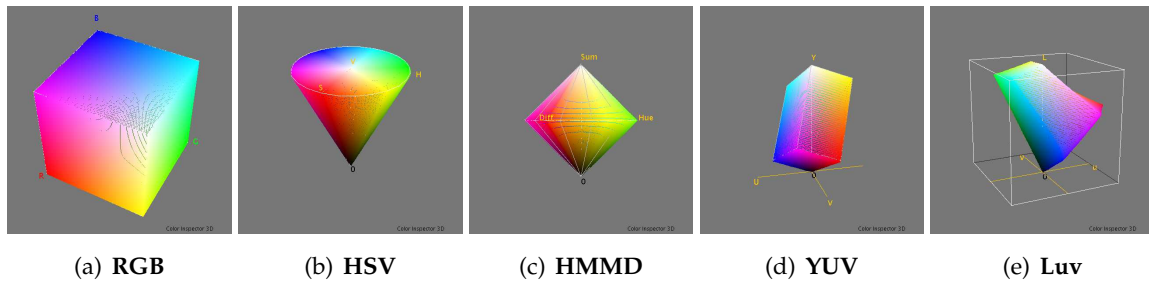 B
R
G
Color Inspector 3D
V
H
S
0
Color Inspector 3D
Sum
Diff
Hue
0
Color Inspector 3D
Y
0
U
V
Color Inspector 3D
L
v
u
0
Color Inspector 3D
(a) RGB
(b) HSV
(c) HMMD
(d) YUV
(e) Luv